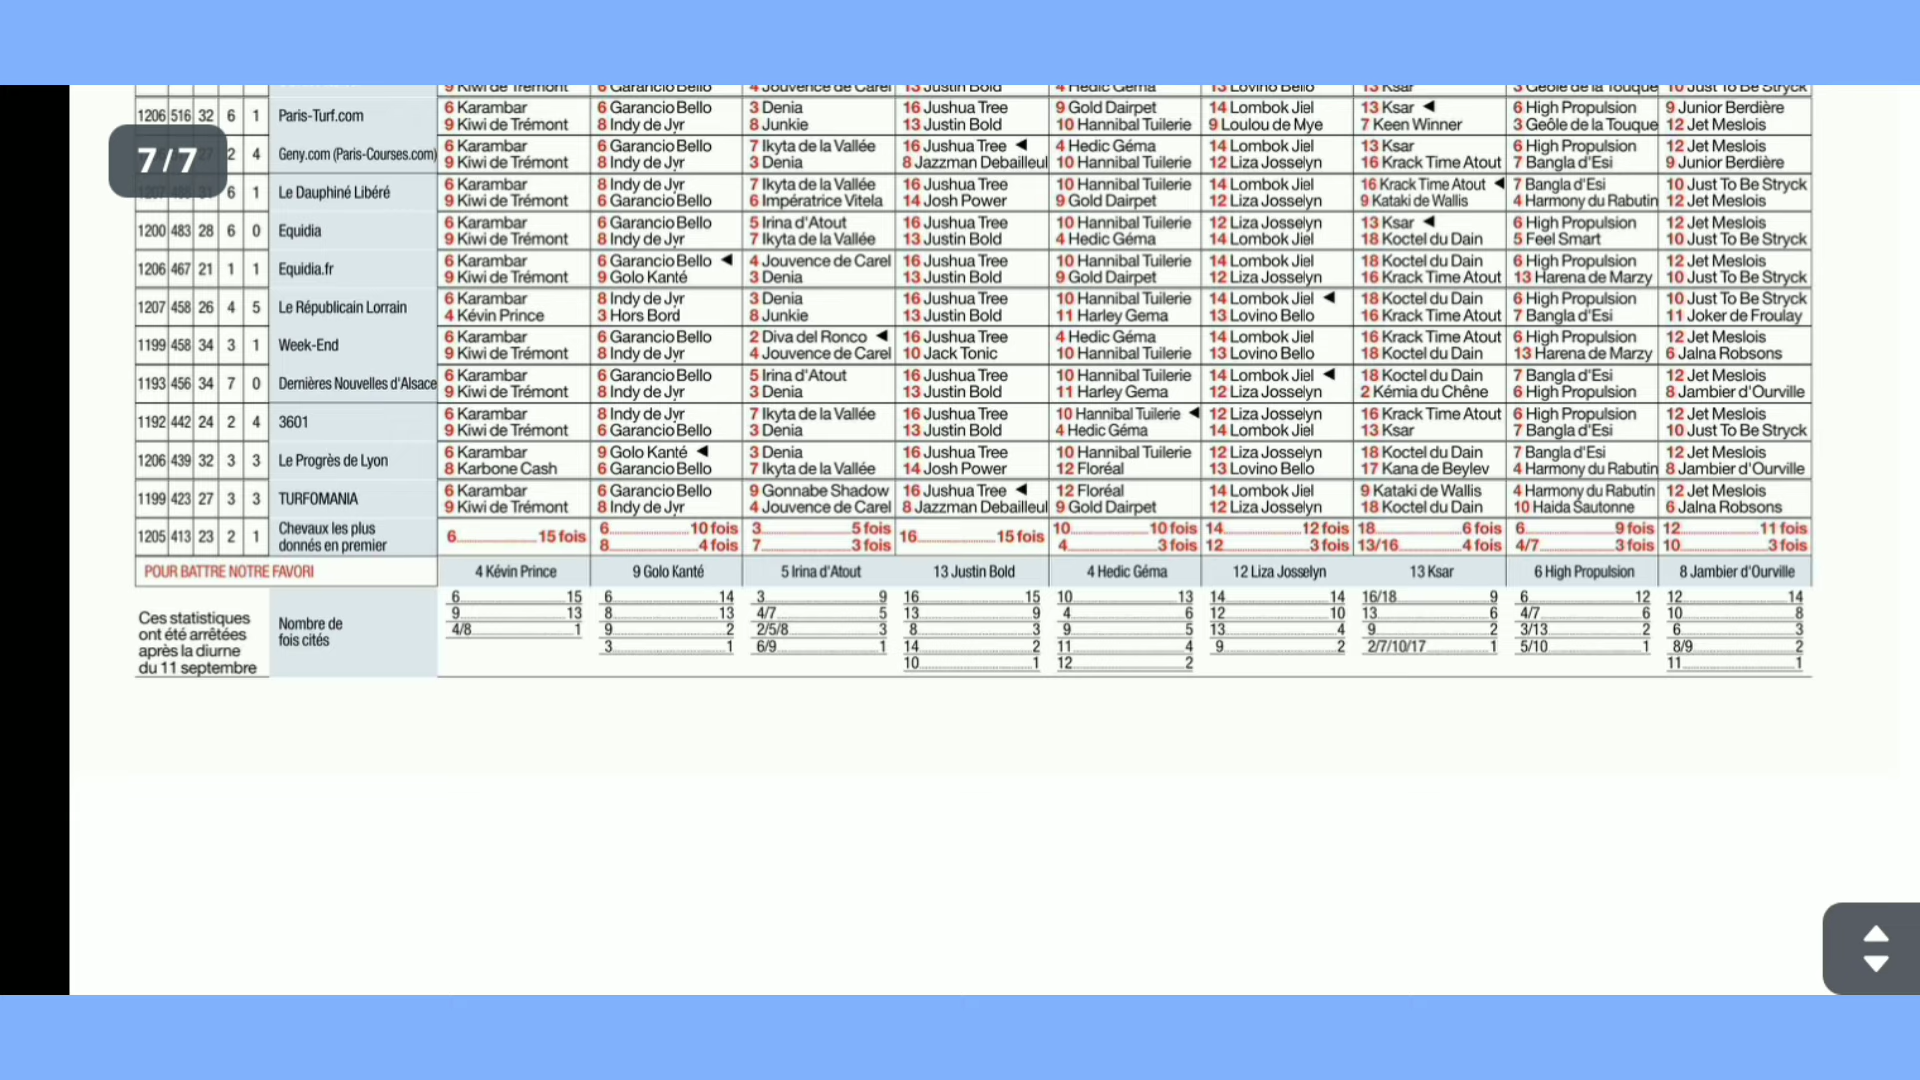 9 Kiwi de Trémont 6 Garancio Bello 4 Jouvence de Carel 13 Justin Bold 4 Hedic Géma 13 Lovino Bello 13 Ksar 3 Geôle de la Touque 10 Just To Be Stryck
1206 516 32 6 1 Paris-Turf.com 6 Karambar 6 Garancio Bello 3 Denia 16 Jushua Tree 9 Gold Dairpet 14 Lombok Jiel 13 Ksar ◄ 6 High Propulsion 9 Junior Berdière
9 Kiwi de Trémont 8 Indy de Jyr 8 Junkie 13 Justin Bold 10 Hannibal Tuilerie 9 Loulou de Mye 7 Keen Winner 3 Geôle de la Touque 12 Jet Meslois
7/7
2 4 Geny.com (Paris-Courses.com) 6 Karambar 6 Garancio Bello 7 Ikyta de la Vallée 16 Jushua Tree ◄ 4 Hedic Géma 14 Lombok Jiel 13 Ksar 6 High Propulsion 12 Jet Meslois
9 Kiwi de Trémont 8 Indy de Jyr 3 Denia 8 Jazzman Debailleul 10 Hannibal Tuilerie 12 Liza Josselyn 16 Krack Time Atout 7 Bangla d'Esi 9 Junior Berdière
6 1 Le Dauphiné Libéré 6 Karambar 8 Indy de Jyr 7 Ikyta de la Vallée 16 Jushua Tree 10 Hannibal Tuilerie 14 Lombok Jiel 16 Krack Time Atout ◄ 7 Bangla d'Esi 10 Just To Be Stryck
9 Kiwi de Trémont 6 Garancio Bello 6 Impératrice Vitela 14 Josh Power 9 Gold Dairpet 12 Liza Josselyn 9 Kataki de Wallis 4 Harmony du Rabutin 12 Jet Meslois
1200 483 28 6 0 Equidia 6 Karambar 6 Garancio Bello 5 Irina d'Atout 16 Jushua Tree 10 Hannibal Tuilerie 12 Liza Josselyn 13 Ksar ◄ 6 High Propulsion 12 Jet Meslois
9 Kiwi de Trémont 8 Indy de Jyr 7 Ikyta de la Vallée 13 Justin Bold 4 Hedic Géma 14 Lombok Jiel 18 Koctel du Dain 5 Feel Smart 10 Just To Be Stryck
1206 467 21 1 1 Equidia.fr 6 Karambar 6 Garancio Bello ◄ 4 Jouvence de Carel 16 Jushua Tree 10 Hannibal Tuilerie 14 Lombok Jiel 18 Koctel du Dain 6 High Propulsion 12 Jet Meslois
9 Kiwi de Trémont 9 Golo Kanté 3 Denia 13 Justin Bold 9 Gold Dairpet 12 Liza Josselyn 16 Krack Time Atout 13 Harena de Marzy 10 Just To Be Stryck
1207 458 26 4 5 Le Républicain Lorrain 6 Karambar 8 Indy de Jyr 3 Denia 16 Jushua Tree 10 Hannibal Tuilerie 14 Lombok Jiel ◄ 18 Koctel du Dain 6 High Propulsion 10 Just To Be Stryck
4 Kévin Prince 3 Hors Bord 8 Junkie 13 Justin Bold 11 Harley Gema 13 Lovino Bello 16 Krack Time Atout 7 Bangla d'Esi 11 Joker de Froulay
1199 458 34 3 1 Week-End 6 Karambar 6 Garancio Bello 2 Diva del Ronco ◄ 16 Jushua Tree 4 Hedic Géma 14 Lombok Jiel 16 Krack Time Atout 6 High Propulsion 12 Jet Meslois
9 Kiwi de Trémont 8 Indy de Jyr 4 Jouvence de Carel 10 Jack Tonic 10 Hannibal Tuilerie 13 Lovino Bello 18 Koctel du Dain 13 Harena de Marzy 6 Jalna Robsons
1193 456 34 7 0 Dernières Nouvelles d'Alsace 6 Karambar 6 Garancio Bello 5 Irina d'Atout 16 Jushua Tree 10 Hannibal Tuilerie 14 Lombok Jiel ◄ 18 Koctel du Dain 7 Bangla d'Esi 12 Jet Meslois
9 Kiwi de Trémont 8 Indy de Jyr 3 Denia 13 Justin Bold 11 Harley Gema 12 Liza Josselyn 2 Kémia du Chêne 6 High Propulsion 8 Jambier d'Ourville
1192 442 24 2 4 3601 6 Karambar 8 Indy de Jyr 7 Ikyta de la Vallée 16 Jushua Tree 10 Hannibal Tuilerie ◄ 12 Liza Josselyn 16 Krack Time Atout 6 High Propulsion 12 Jet Meslois
9 Kiwi de Trémont 6 Garancio Bello 3 Denia 13 Justin Bold 4 Hedic Géma 14 Lombok Jiel 13 Ksar 7 Bangla d'Esi 10 Just To Be Stryck
1206 439 32 3 3 Le Progrès de Lyon 6 Karambar 9 Golo Kanté ◄ 3 Denia 16 Jushua Tree 10 Hannibal Tuilerie 12 Liza Josselyn 18 Koctel du Dain 7 Bangla d'Esi 12 Jet Meslois
8 Karbone Cash 6 Garancio Bello 7 Ikyta de la Vallée 14 Josh Power 12 Floréal 13 Lovino Bello 17 Kana de Beylev 4 Harmony du Rabutin 8 Jambier d'Ourville
1199 423 27 3 3 TURFOMANIA 6 Karambar 6 Garancio Bello 9 Gonnabe Shadow 16 Jushua Tree ◄ 12 Floréal 14 Lombok Jiel 9 Kataki de Wallis 4 Harmony du Rabutin 12 Jet Meslois
9 Kiwi de Trémont 8 Indy de Jyr 4 Jouvence de Carel 8 Jazzman Debailleul 9 Gold Dairpet 12 Liza Josselyn 18 Koctel du Dain 10 Haida Sautonne 6 Jalna Robsons
1205 413 23 2 1 Chevaux les plus donnés en premier 6 15 fois 6 10 fois 3 5 fois 16 15 fois 10 10 fois 14 12 fois 18 6 fois 6 9 fois 12 11 fois
8 4 fois 7 3 fois 4 3 fois 12 3 fois 13/16 4 fois 4/7 3 fois 10 3 fois
POUR BATTRE NOTRE FAVORI 4 Kévin Prince 9 Golo Kanté 5 Irina d'Atout 13 Justin Bold 4 Hedic Géma 12 Liza Josselyn 13 Ksar 6 High Propulsion 8 Jambier d'Ourville
Ces statistiques
ont été arrêtées
après la diurne
du 11 septembre
Nombre de
fois cités
6 15 6 14 3 9 16 15 10 13 14 14 16/18 9 6 12 12 14
9 13 8 13 4/7 5 13 9 4 6 12 10 13 6 4/7 6 10 8
4/8 1 9 2 2/5/8 3 8 3 9 5 13 4 9 2 3/13 2 6 3
3 1 6/9 1 14 2 11 4 9 2 2/7/10/17 1 5/10 1 8/9 2
10 1 12 2 11 1